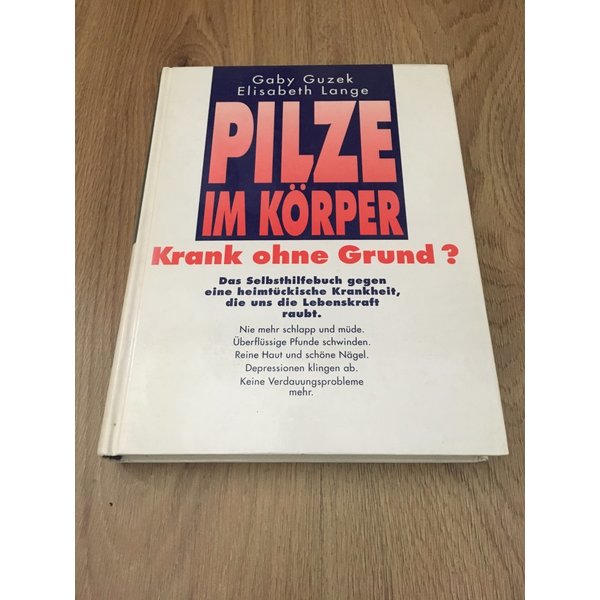 Gaby Guzek
Elisabeth Lange
PILZE
IM KÖRPER
Krank ohne Grund?
Das Selbsthilfebuch gegen
eine heimtückische Krankheit,
die uns die Lebenskraft
raubt.
Nie mehr schlapp und müde.
Überflüssige Pfunde schwinden.
Reine Haut und schöne Nägel.
Depressionen klingen ab.
Keine Verdauungsprobleme
mehr.